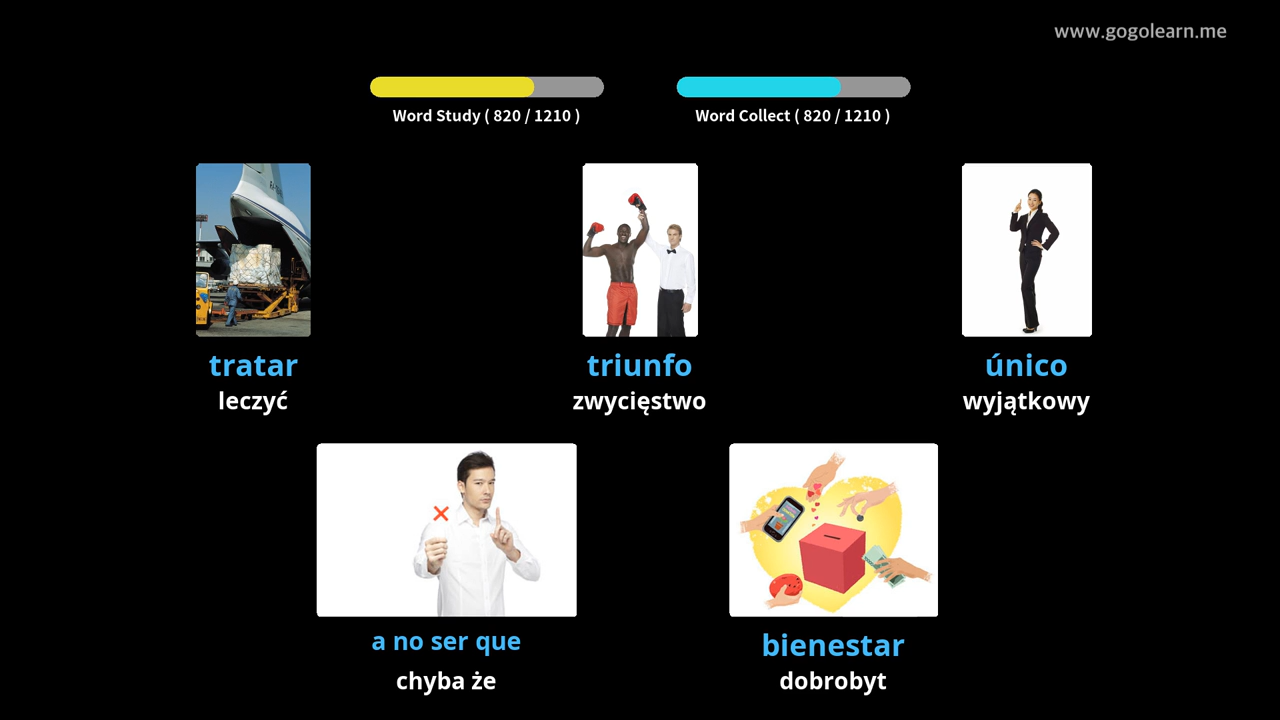 www.gogolearn.me
Word Study ( 820 / 1210 )
Word Collect ( 820 / 1210 )
tratar
leczyć
triunfo
zwycięstwo
único
wyjątkowy
a no ser que
chyba że
bienestar
dobrobyt